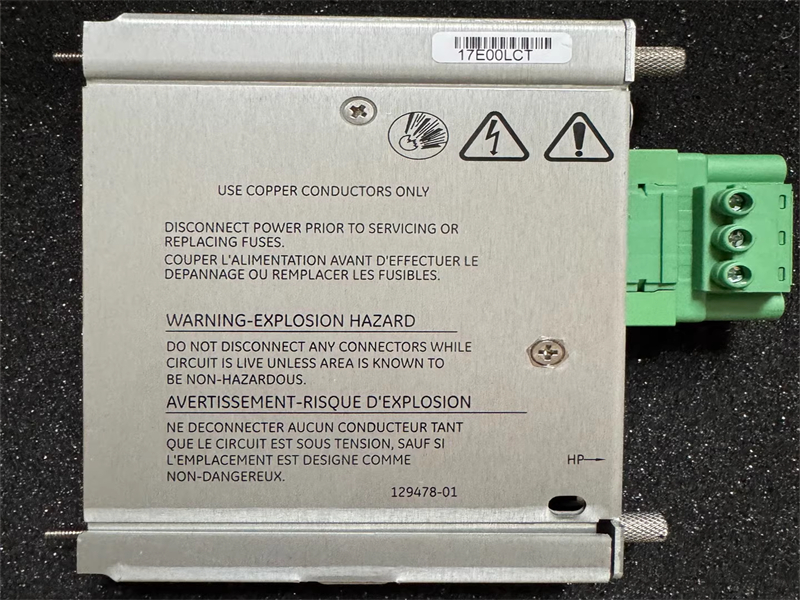 17E00LCT
USE COPPER CONDUCTORS ONLY
DISCONNECT POWER PRIOR TO SERVICING OR
REPLACING FUSES.
COUPER L'ALIMENTATION AVANT D'EFFECTUER LE
DEPANNAGE OU REMPLACER LES FUSIBLES.
WARNING-EXPLOSION HAZARD
DO NOT DISCONNECT ANY CONNECTORS WHILE
CIRCUIT IS LIVE UNLESS AREA IS KNOWN TO
BE NON-HAZARDOUS.
AVERTISSEMENT-RISQUE D'EXPLOSION
NE DECONNECTER AUCUN CONDUCTEUR TANT
QUE LE CIRCUIT EST SOUS TENSION, SAUF SI
L'EMPLACEMENT EST DESIGNE COMME
NON-DANGEREUX.
HP
129478-01